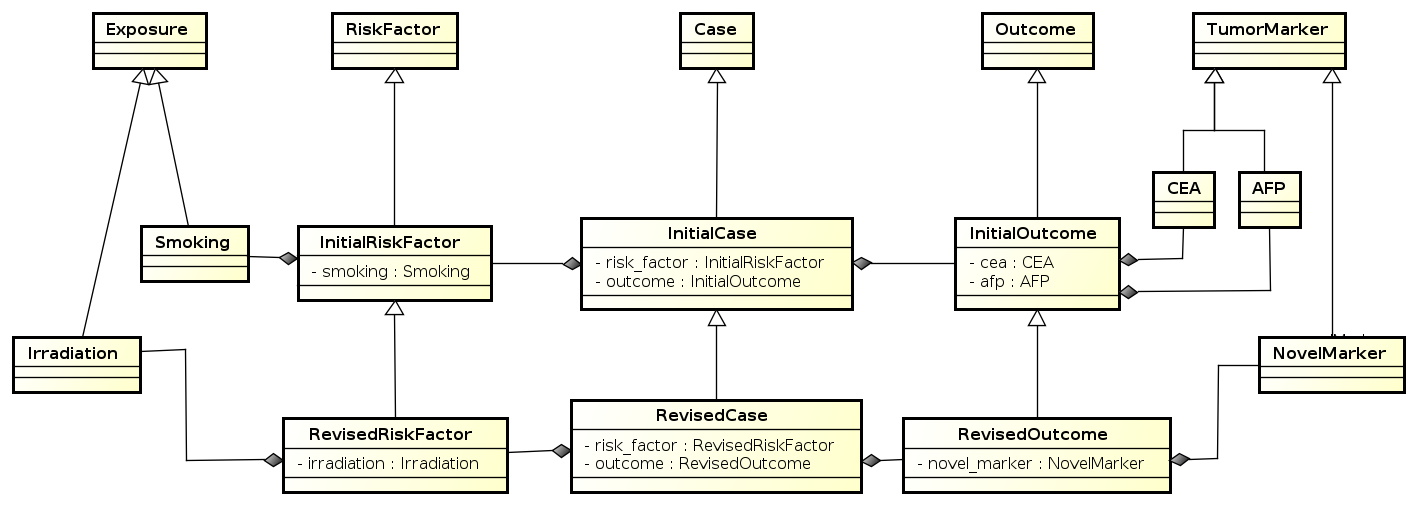 Exposure
RiskFactor
Case
Outcome
TumorMarker
CEA
AFP
Smoking
InitialRiskFactor
- smoking : Smoking
InitialCase
- risk_factor : InitialRiskFactor
- outcome : InitialOutcome
InitialOutcome
- cea : CEA
- afp : AFP
Irradiation
NovelMarker
RevisedRiskFactor
- irradiation : Irradiation
RevisedCase
- risk_factor : RevisedRiskFactor
- outcome : RevisedOutcome
RevisedOutcome
- novel_marker : NovelMarker